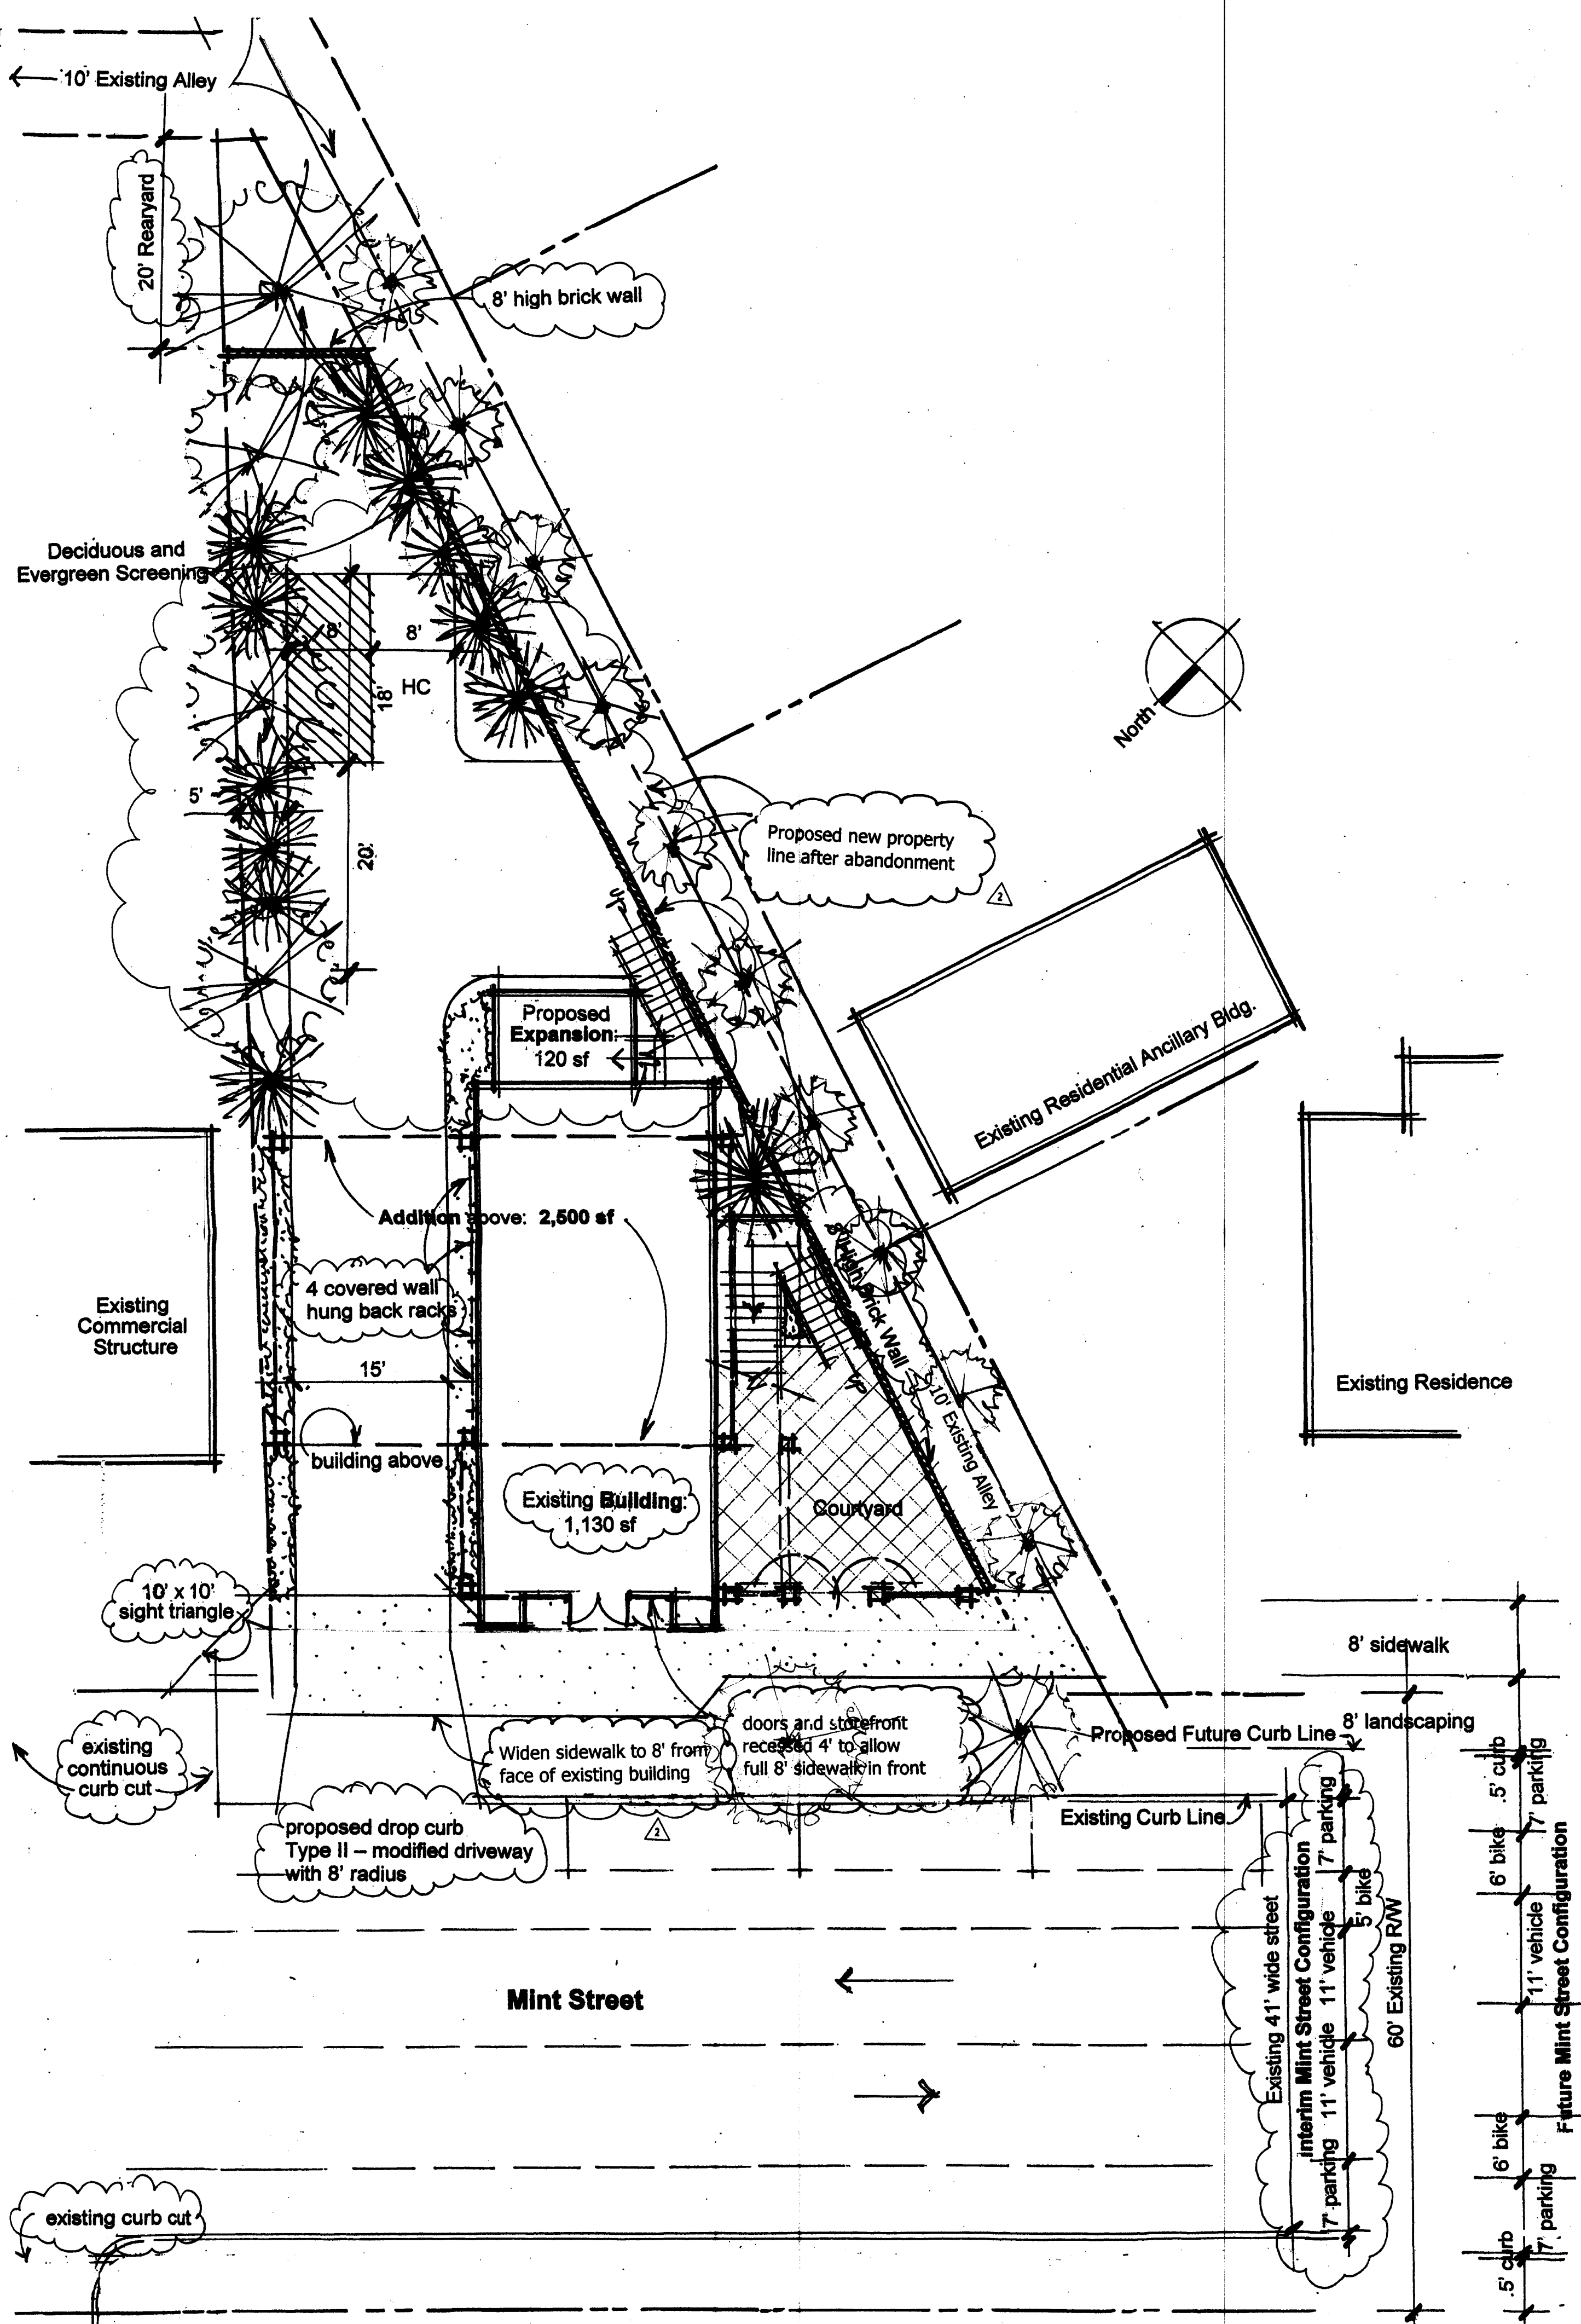 10' Existing Alley
20' Rearyard
8' high brick wall
Deciduous and
Evergreen Screening
8'
8'
18'
HC
North
5'
20'
Proposed new property
line after abandonment
2
UP
Proposed
Expansion:
120 sf
Existing Residential Ancillary Bldg.
Addition above: 2,500 sf
8' High Brick Wall
4 covered wall
hung back racks
Existing
Commercial
Structure
15'
UP
10' Existing Alley
Existing Residence
building above
Existing Building:
1,130 sf
Courtyard
10' x 10'
sight triangle
8' sidewalk
doors and storefront
recessed 4' to allow
full 8' sidewalk in front
Proposed Future Curb Line
8' landscaping
existing
continuous
curb cut
Widen sidewalk to 8' from
face of existing building
Existing Curb Line
2
proposed drop curb
Type II – modified driveway
with 8' radius
Existing 41' wide street
Interim Mint Street Configuration
7' parking 11' vehicle 11' vehicle 7' parking
5' bike
60' Existing R/W
.5' curb
7' parking
6' bike
11' vehicle
6' bike
7' parking
.5' curb
Future Mint Street Configuration
Mint Street
existing curb cut